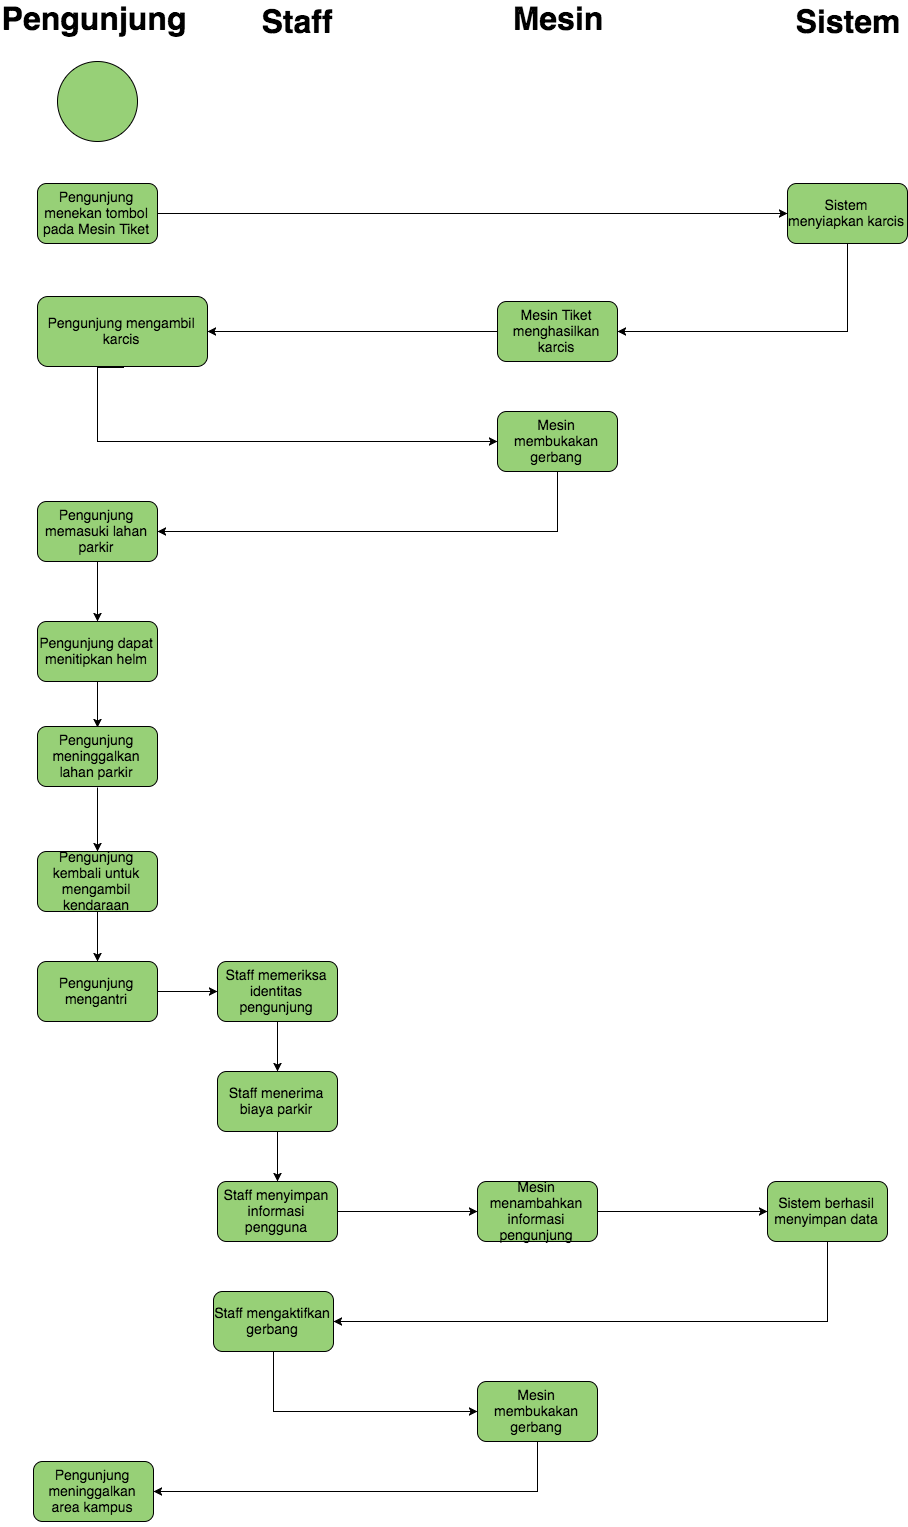 Pengunjung
Staff
Mesin
Sistem
Pengunjung
menekan tombol
pada Mesin Tiket
Sistem
menyiapkan karcis
Pengunjung mengambil
karcis
Mesin Tiket
menghasilkan
karcis
Mesin
membukakan
gerbang
Pengunjung
memasuki lahan
parkir
Pengunjung dapat
menitipkan helm
Pengunjung
meninggalkan
lahan parkir
Pengunjung
kembali untuk
mengambil
kendaraan
Pengunjung
mengantri
Staff memeriksa
identitas
pengunjung
Staff menerima
biaya parkir
Staff menyimpan
informasi
pengguna
Mesin
menambahkan
informasi
pengunjung
Sistem berhasil
menyimpan data
Staff mengaktifkan
gerbang
Mesin
membukakan
gerbang
Pengunjung
meninggalkan
area kampus